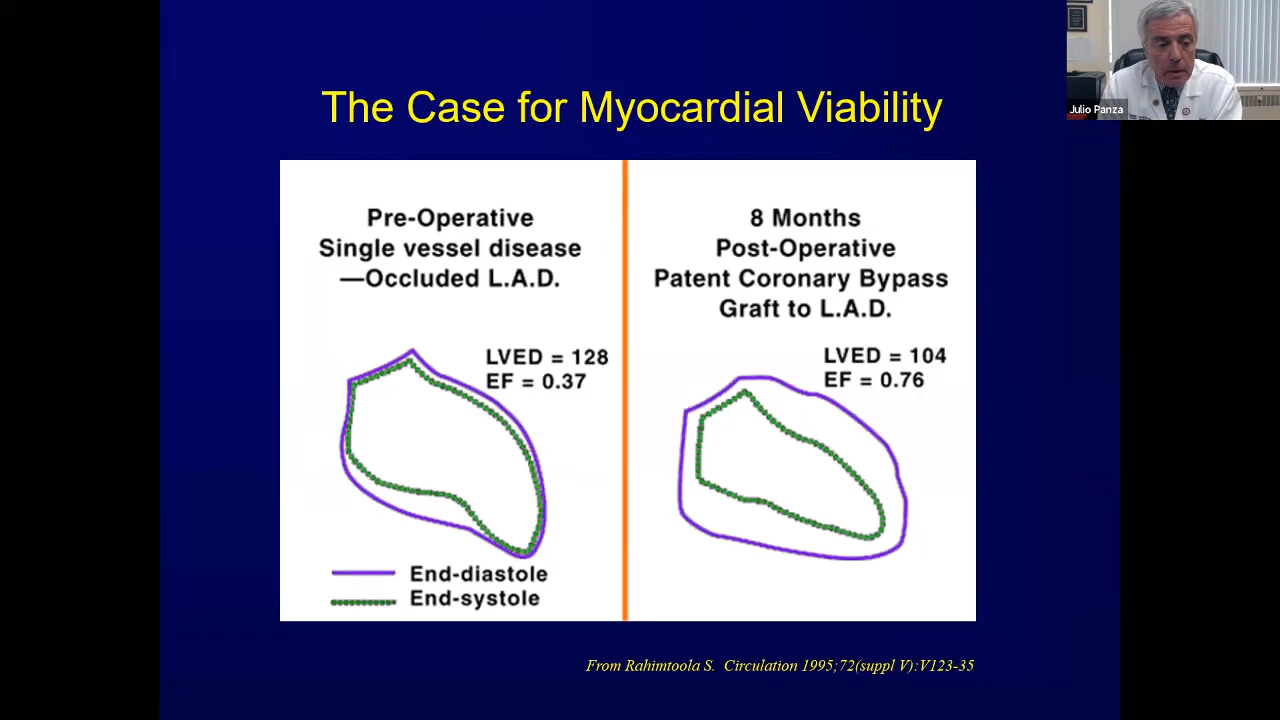 The Case for Myocardial Viability
Julio Panza
Pre-Operative
Single vessel disease
—Occluded L.A.D.
LVED = 128
EF = 0.37
End-diastole
End-systole
8 Months
Post-Operative
Patent Coronary Bypass
Graft to L.A.D.
LVED = 104
EF = 0.76
From Rahimtoola S. Circulation 1995;72(suppl V):V123-35